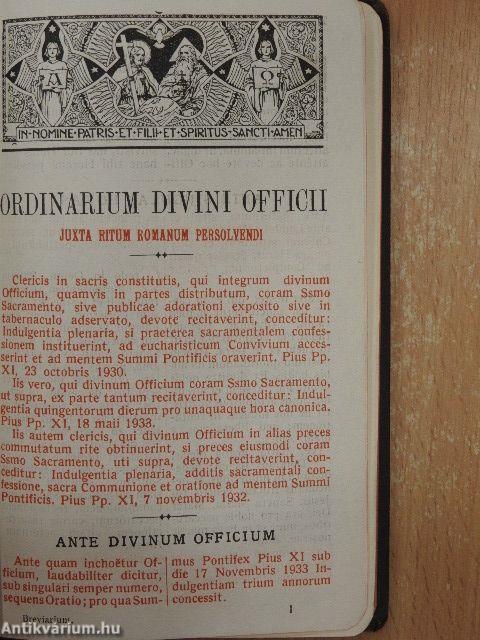 A
Ω
IN·NOMINE·PATRIS·ET·FILII·ET·SPIRITUS·SANCTI·AMEN
ORDINARIUM DIVINI OFFICII
JUXTA RITUM ROMANUM PERSOLVENDI
Clericis in sacris constitutis, qui integrum divinum
Officium, quamvis in partes distributum, coram Ssmo
Sacramento, sive publicae adorationi exposito sive in
tabernaculo adservato, devote recitaverint, conceditur:
Indulgentia plenaria, si praeterea sacramentalem confes-
sionem instituerint, ad eucharisticum Convivium acces-
serint et ad mentem Summi Pontificis oraverint. Pius Pp.
XI, 23 octobris 1930.
Iis vero, qui divinum Officium coram Ssmo Sacramento,
ut supra, ex parte tantum recitaverint, conceditur: Indul-
gentia quingentorum dierum pro unaquaque hora canonica.
Pius Pp. XI, 18 maii 1933.
Iis autem clericis, qui divinum Officium in alias preces
commutatum rite obtinuerint, si preces eiusmodi coram
Ssmo Sacramento, uti supra, devote recitaverint, con-
ceditur: Indulgentia plenaria, additis sacramentali con-
fessione, sacra Communione et oratione ad mentem Summi
Pontificis. Pius Pp. XI, 7 novembris 1932.
ANTE DIVINUM OFFICIUM
Ante quam inchoëtur Of-
ficium, laudabiliter dicitur,
sub singulari semper numero,
sequens Oratio; pro qua Sum-
mus Pontifex Pius XI sub
die 17 Novembris 1933 In-
dulgentiam trium annorum
concessit.
Breviarium.
1
Antikvarium.hu